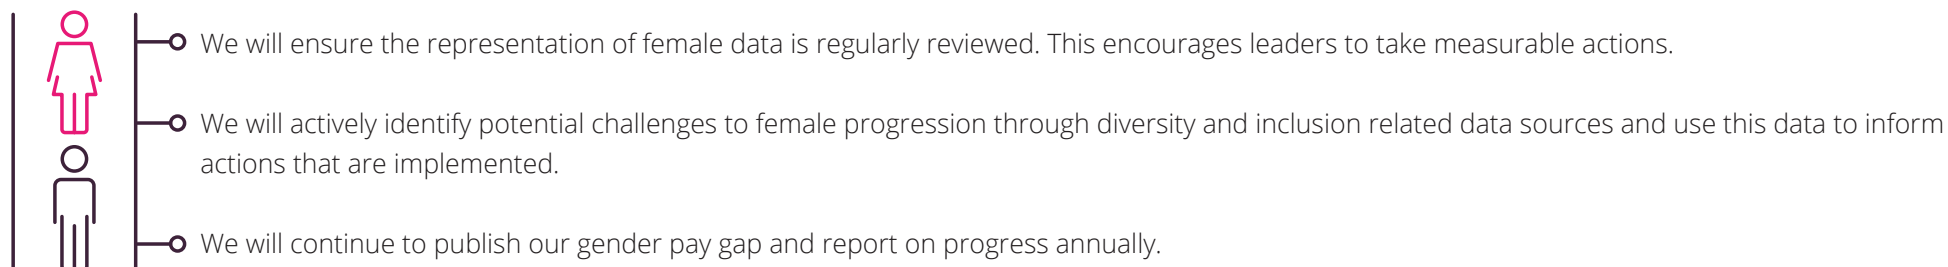 We will ensure the representation of female data is regularly reviewed. This encourages leaders to take measurable actions.
We will actively identify potential challenges to female progression through diversity and inclusion related data sources and use this data to inform
actions that are implemented.
We will continue to publish our gender pay gap and report on progress annually.